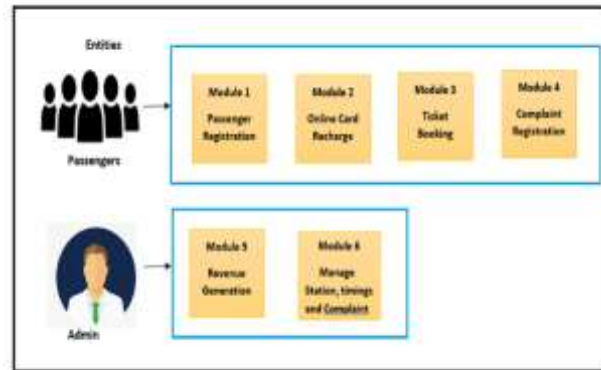 Entities
Passengers
Module 1
Passenger
Registration
Module 2
Online Card
Recharge
Module 3
Ticket
Booking
Module 4
Complaint
Registration
Admin
Module 5
Revenue
Generation
Module 6
Manage
Station, timings
and Complaint